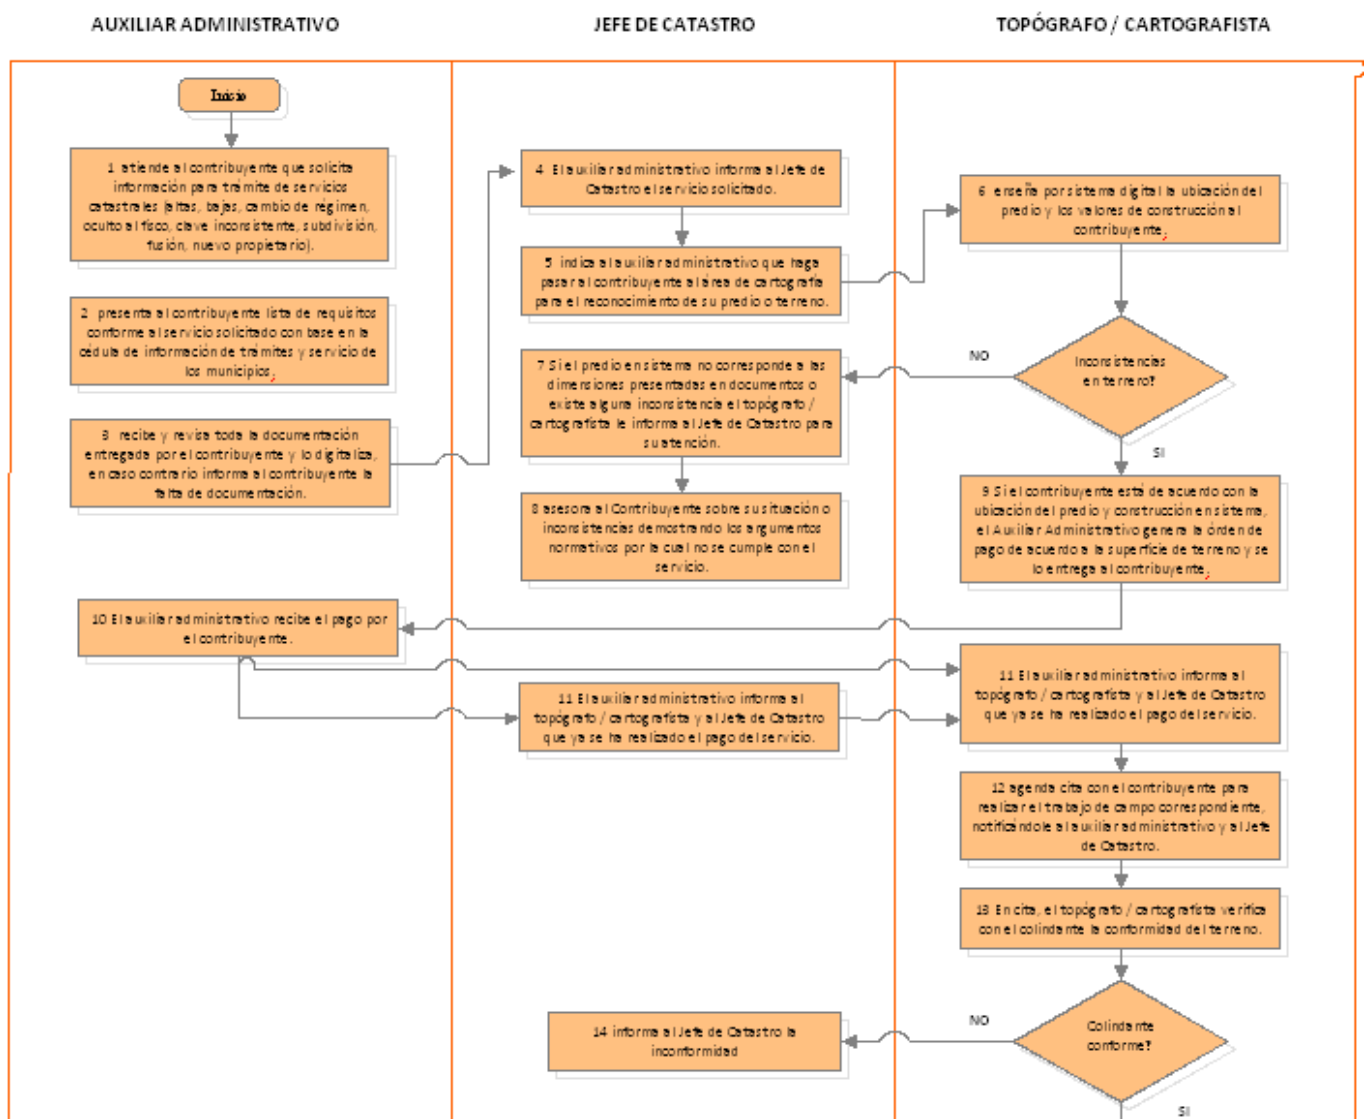 AUXILIAR ADMINISTRATIVO
JEFE DE CATASTRO
TOPÓGRAFO / CARTOGRAFISTA
Inicio
1 atiende al contribuyente que solicita
información para trámite de servicios
catastrales (altas, bajas, cambio de régimen,
oculto al fisco, clave inconsistente, subdivisión,
fusión, nuevo propietario).
2 presenta al contribuyente lista de requisitos
conforme al servicio solicitado con base en la
cédula de información de trámites y servicio de
los municipios.
3 recibe y revisa toda la documentación
entregada por el contribuyente y lo digitaliza,
en caso contrario informa al contribuyente la
falta de documentación.
4 El auxiliar administrativo informa al Jefe de
Catastro el servicio solicitado.
5 indica al auxiliar administrativo que haga
pasar al contribuyente al área de cartografía
para el reconocimiento de su predio o terreno.
6 enseña por sistema digital la ubicación del
predio y los valores de construcción al
contribuyente.
Inconsistencias
en terreno?
NO
SI
7 Si el predio en sistema no corresponde a las
dimensiones presentadas en documentos o
existe alguna inconsistencia el topógrafo /
cartografista le informa al Jefe de Catastro para
su atención.
8 asesora al Contribuyente sobre su situación o
inconsistencias demostrando los argumentos
normativos por la cual no se cumple con el
servicio.
9 Si el contribuyente está de acuerdo con la
ubicación del predio y construcción en sistema,
el Auxiliar Administrativo genera la órden de
pago de acuerdo a la superficie de terreno y se
lo entrega al contribuyente.
10 El auxiliar administrativo recibe el pago por
el contribuyente.
11 El auxiliar administrativo informa al
topógrafo / cartografista y al Jefe de Catastro
que ya se ha realizado el pago del servicio.
11 El auxiliar administrativo informa al
topógrafo / cartografista y al Jefe de Catastro
que ya se ha realizado el pago del servicio.
12 agenda cita con el contribuyente para
realizar el trabajo de campo correspondiente,
notificándole al auxiliar administrativo y al Jefe
de Catastro.
13 En cita, el topógrafo / cartografista verifica
con el colindante la conformidad del terreno.
Colindante
conforme?
NO
SI
14 informa al Jefe de Catastro la
inconformidad